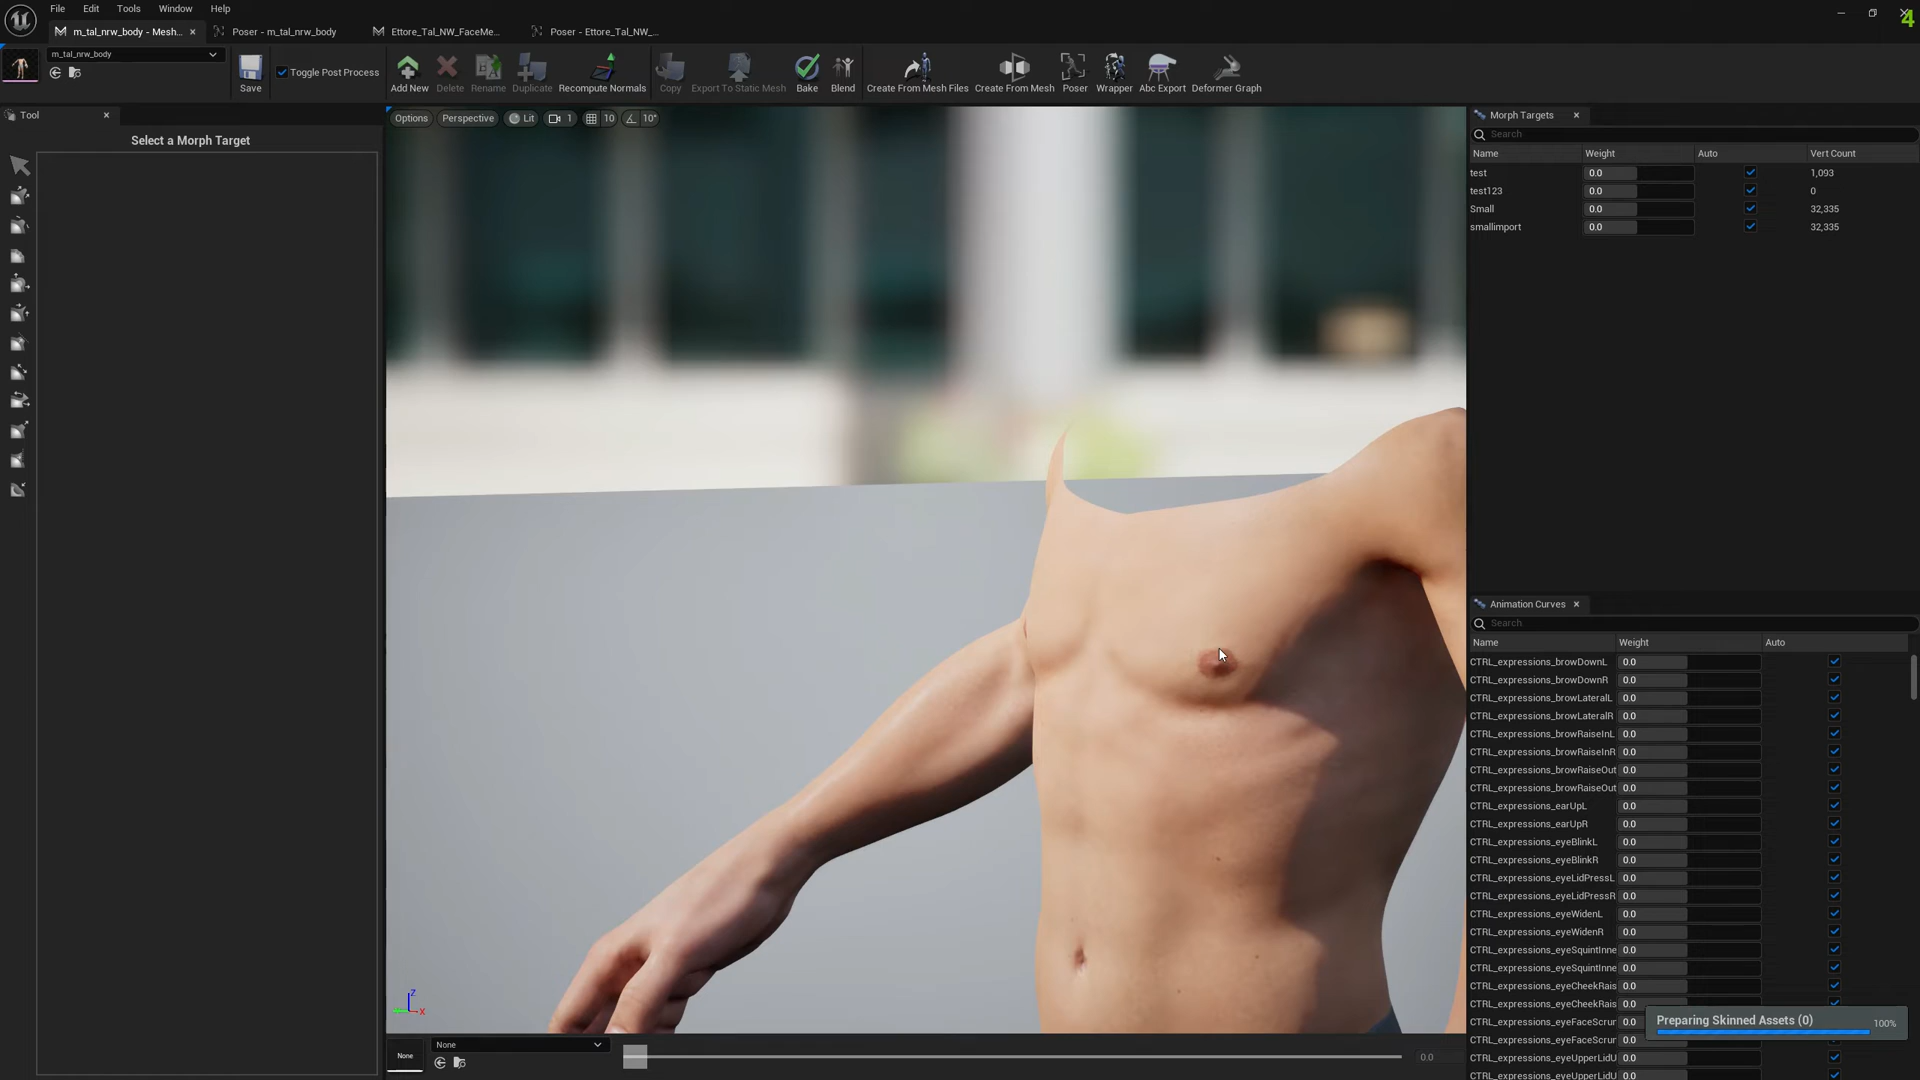 File Edit Tools Window Help
m_tal_nrw_body - Mesh... Poser - m_tal_nrw_body Ettore_Tal_NW_FaceMe... Poser - Ettore_Tal_NW_...
m_tal_nrw_body
Toggle Post Process
Save Add New Delete Rename Duplicate Recompute Normals Copy Export To Static Mesh Bake Blend Create From Mesh Files Create From Mesh Poser Wrapper Abc Export Deformer Graph
4
Tool
Select a Morph Target
Options Perspective Lit 1 10 10°
Morph Targets
Search
Name Weight Auto Vert Count
test 0.0 1,093
test123 0.0 0
Small 0.0 32,335
smallimport 0.0 32,335
Animation Curves
Search
Name Weight Auto
CTRL_expressions_browDownL 0.0
CTRL_expressions_browDownR 0.0
CTRL_expressions_browLateralL 0.0
CTRL_expressions_browLateralR 0.0
CTRL_expressions_browRaiseInL 0.0
CTRL_expressions_browRaiseInR 0.0
CTRL_expressions_browRaiseOut 0.0
CTRL_expressions_browRaiseOut 0.0
CTRL_expressions_earUpL 0.0
CTRL_expressions_earUpR 0.0
CTRL_expressions_eyeBlinkL 0.0
CTRL_expressions_eyeBlinkR 0.0
CTRL_expressions_eyeLidPressL 0.0
CTRL_expressions_eyeLidPressR 0.0
CTRL_expressions_eyeWidenL 0.0
CTRL_expressions_eyeWidenR 0.0
CTRL_expressions_eyeSquintInne 0.0
CTRL_expressions_eyeSquintInne 0.0
CTRL_expressions_eyeCheekRais 0.0
CTRL_expressions_eyeCheekRais 0.0
CTRL_expressions_eyeFaceScrur 0.0
CTRL_expressions_eyeFaceScrur 0.0
CTRL_expressions_eyeUpperLidU 0.0
CTRL_expressions_eyeUpperLidU 0.0
Preparing Skinned Assets (0) 100%
Z
X
None
None
0.0